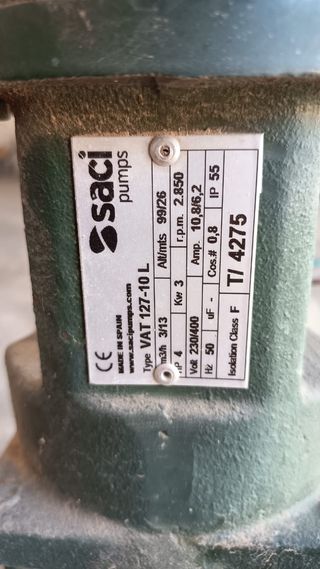 saci
pumps
CE
MADE IN SPAIN
www.sacipumps.com
Type VAT 127-10 L
m3/h 3/13 Alt/mts 99/26
HP 4 Kw 3 r.p.m. 2.850
Volt 230/400 Amp. 10,8/6,2
Hz 50 uF - Cos.# 0,8 IP 55
Isolation Class F T/ 4275